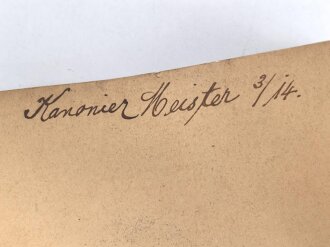 Kanonier Meister 3/14.